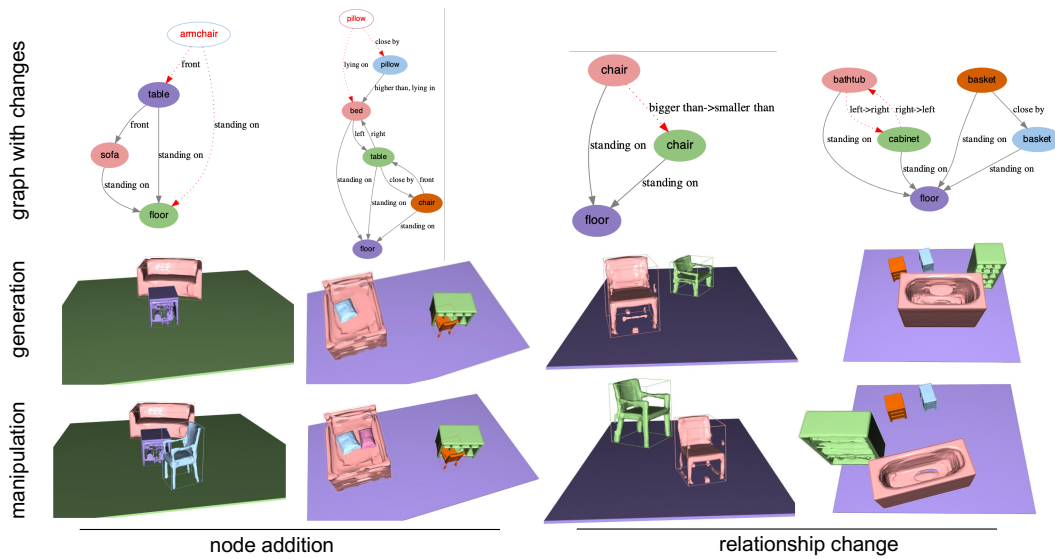 graph with changes
armchair
front
table
front
standing on
sofa
standing on
standing on
floor
pillow
close by
lying on
pillow
higher than, lying in
bed
left
right
table
standing on
close by
front
standing on
chair
standing on
floor
chair
bigger than->smaller than
standing on
chair
standing on
floor
bathtub
basket
left->right
right->left
close by
standing on
cabinet
standing on
basket
standing on
standing on
floor
generation
manipulation
node addition
relationship change